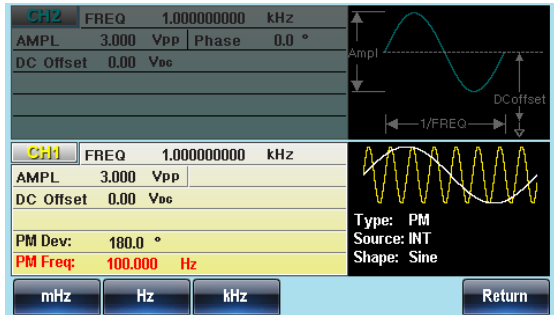 CH2 FREQ 1.000000000 kHz
AMPL 3.000 Vpp Phase 0.0 °
DC Offset 0.00 VDC
Ampl
DCoffset
1/FREQ
CH1 FREQ 1.000000000 kHz
AMPL 3.000 Vpp
DC Offset 0.00 VDC
PM Dev: 180.0 °
PM Freq: 100.000 Hz
Type: PM
Source: INT
Shape: Sine
mHz Hz kHz Return